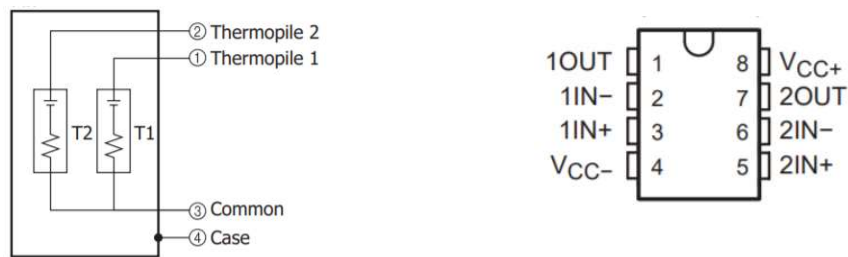 ② Thermopile 2
① Thermopile 1
T2
T1
③ Common
④ Case
1OUT 1 8 VCC+
1IN− 2 7 2OUT
1IN+ 3 6 2IN−
VCC− 4 5 2IN+